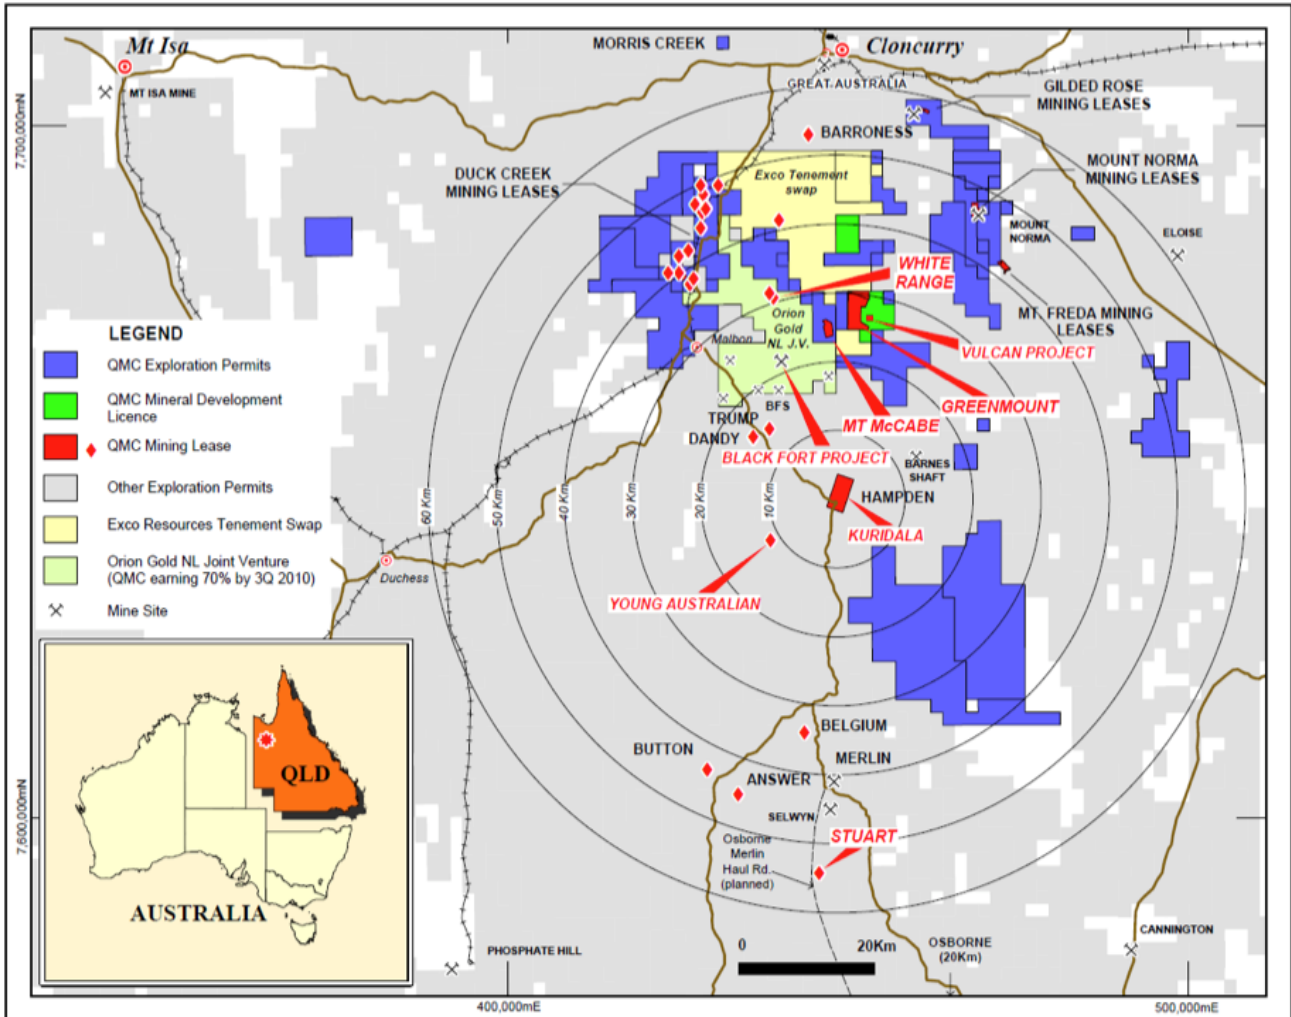 Mt Isa
MT ISA MINE
MORRIS CREEK
Cloncurry
GREAT AUSTRALIA
GILDED ROSE
MINING LEASES
BARRONESS
DUCK CREEK
MINING LEASES
Exco Tenement
swap
MOUNT NORMA
MINING LEASES
MOUNT
NORMA
ELOISE
WHITE
RANGE
MT. FREDA MINING
LEASES
Orion
Gold
NL J.V.
Malbon
VULCAN PROJECT
GREENMOUNT
MT McCABE
BFS
TRUMP
DANDY
BLACK FORT PROJECT
BARNES
SHAFT
HAMPDEN
KURIDALA
60 Km
50 Km
40 Km
30 Km
20 Km
10 Km
Duchess
YOUNG AUSTRALIAN
BELGIUM
BUTTON
MERLIN
ANSWER
SELWYN
STUART
Osborne
Merlin
Haul Rd.
(planned)
0 20Km
OSBORNE
(20Km)
CANNINGTON
PHOSPHATE HILL
LEGEND
QMC Exploration Permits
QMC Mineral Development
Licence
QMC Mining Lease
Other Exploration Permits
Exco Resources Tenement Swap
Orion Gold NL Joint Venture
(QMC earning 70% by 3Q 2010)
Mine Site
QLD
AUSTRALIA
7,700,000mN
7,600,000mN
400,000mE
500,000mE